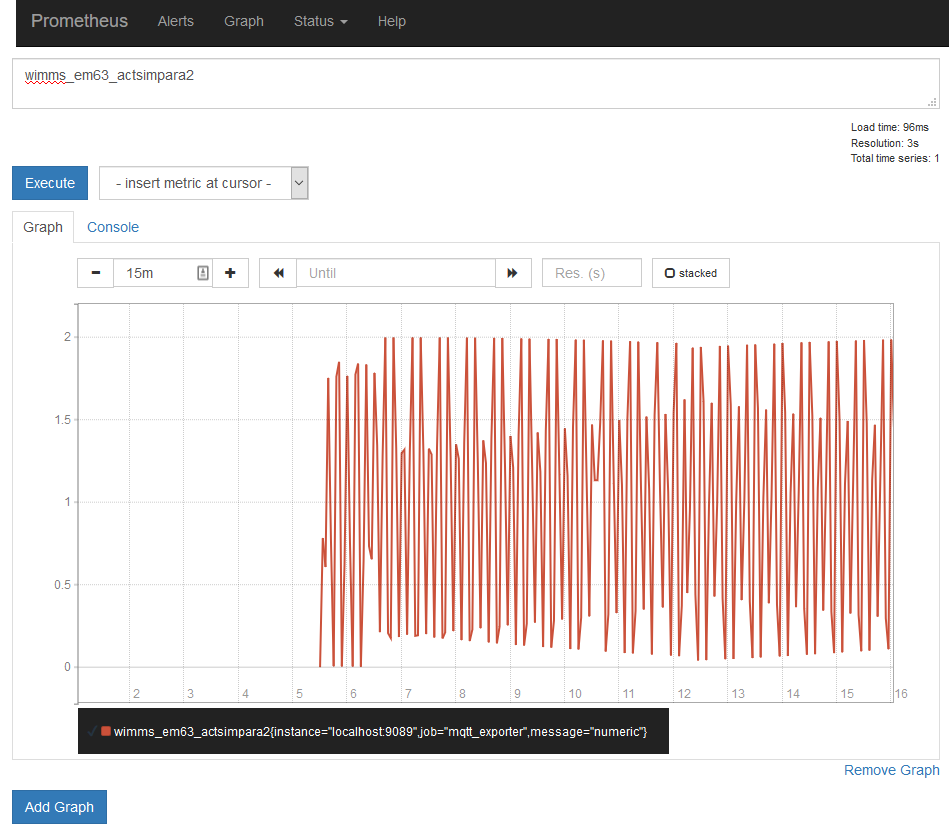 Prometheus Alerts Graph Status Help
wimms_em63_actsimpara2
Load time: 96ms
Resolution: 3s
Total time series: 1
Execute - insert metric at cursor -
Graph Console
- 15m + Until Res. (s) stacked
2
1.5
1
0.5
0
2 3 4 5 6 7 8 9 10 11 12 13 14 15 16
wimms_em63_actsimpara2{instance="localhost:9089",job="mqtt_exporter",message="numeric"}
Remove Graph
Add Graph